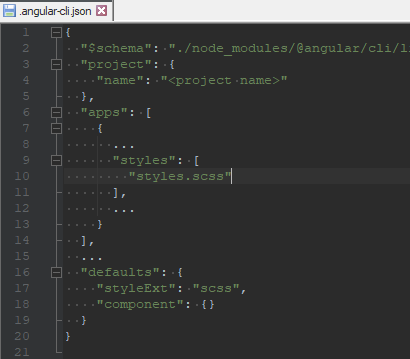 .angular-cli.json
1 {
2 "$schema": "./node_modules/@angular/cli/l
3 "project": {
4 "name": "<project name>"
5 },
6 "apps": [
7 {
8 ...
9 "styles": [
10 "styles.scss"
11 ],
12 ...
13 }
14 ],
15 ...
16 "defaults": {
17 "styleExt": "scss",
18 "component": {}
19 }
20 }
21